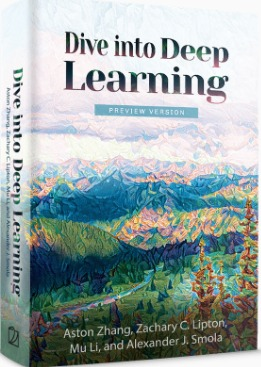 Dive into Deep
Learning
PREVIEW VERSION
Aston Zhang, Zachary C. Lipton,
Mu Li, and Alexander J. Smola
Dive into Deep Learning
Aston Zhang, Zachary C. Lipton, Mu Li, and Alexander J. Smola